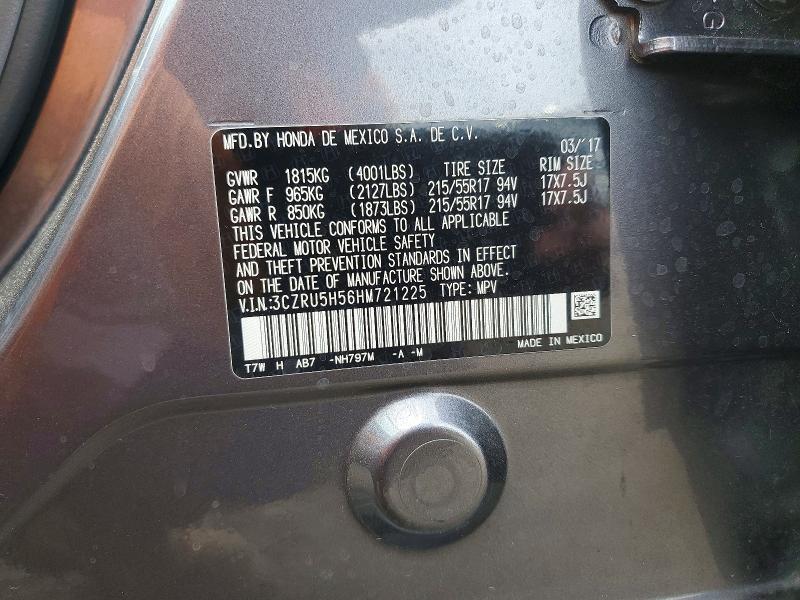 G
MFD.BY HONDA DE MEXICO S.A. DE C.V.
03/'17
GVWR 1815KG (4001LBS) TIRE SIZE RIM SIZE
GAWR F 965KG (2127LBS) 215/55R17 94V 17X7.5J
GAWR R 850KG (1873LBS) 215/55R17 94V 17X7.5J
THIS VEHICLE CONFORMS TO ALL APPLICABLE
FEDERAL MOTOR VEHICLE SAFETY
AND THEFT PREVENTION STANDARDS IN EFFECT
ON THE DATE OF MANUFACTURE SHOWN ABOVE.
V.I.N.:3CZRU5H56HM721225 TYPE: MPV
MADE IN MEXICO
T7W H AB7 -NH797M -A -M